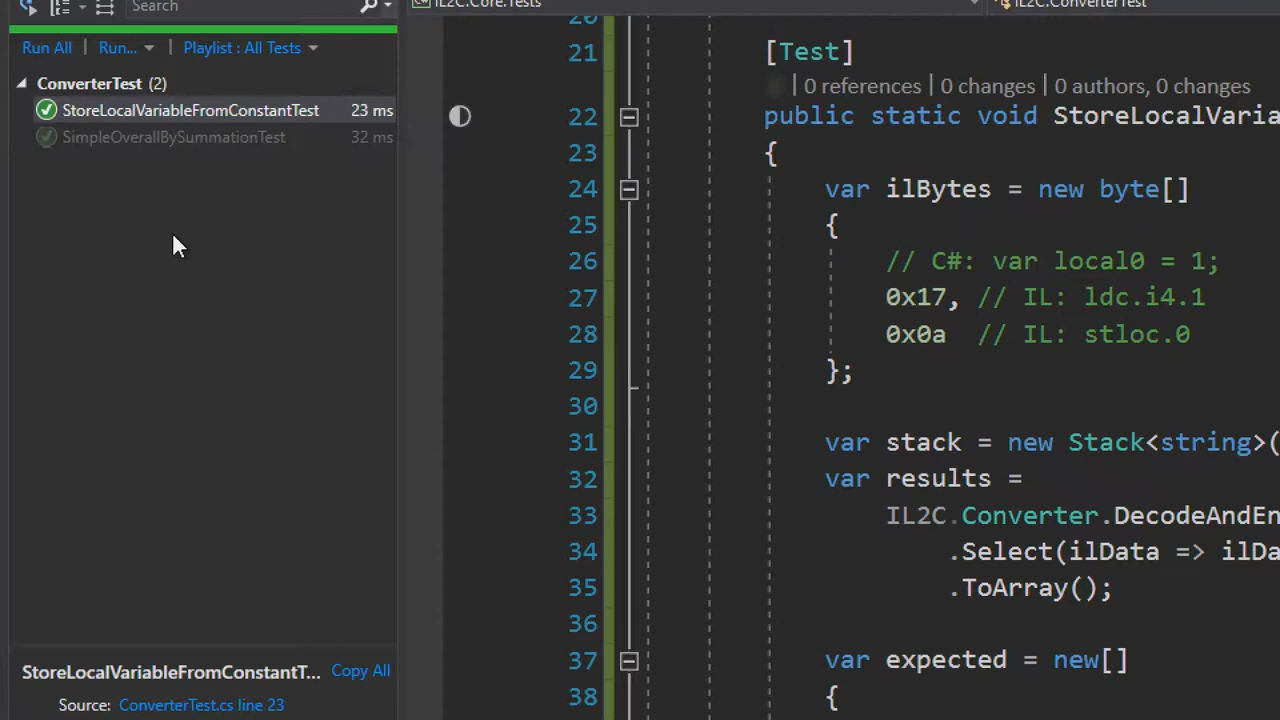 Search
IL2C.Core.Tests
IL2C.ConverterTest
Run All | Run... | Playlist : All Tests
ConverterTest (2)
StoreLocalVariableFromConstantTest 23 ms
SimpleOverallBySummationTest 32 ms
StoreLocalVariableFromConstantT... Copy All
Source: ConverterTest.cs line 23
20
21 [Test]
| 0 references | 0 changes | 0 authors, 0 changes
22 public static void StoreLocalVaria
23 {
24 var ilBytes = new byte[]
25 {
26 // C#: var local0 = 1;
27 0x17, // IL: ldc.i4.1
28 0x0a // IL: stloc.0
29 };
30
31 var stack = new Stack<string>(
32 var results =
33 IL2C.Converter.DecodeAndEn
34 .Select(ilData => ilDa
35 .ToArray();
36
37 var expected = new[]
38 {